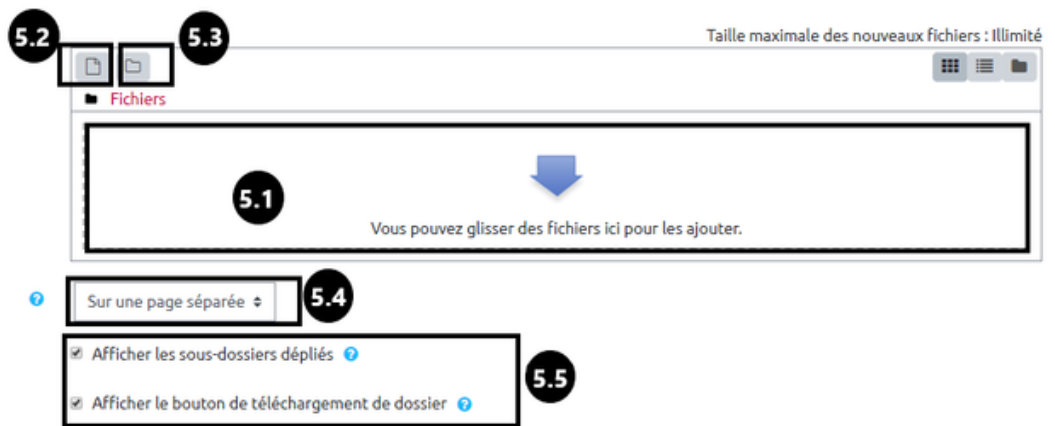 5.2
5.3
Taille maximale des nouveaux fichiers : Illimité
Fichiers
5.1
Vous pouvez glisser des fichiers ici pour les ajouter.
Sur une page séparée
5.4
Afficher les sous-dossiers dépliés
5.5
Afficher le bouton de téléchargement de dossier